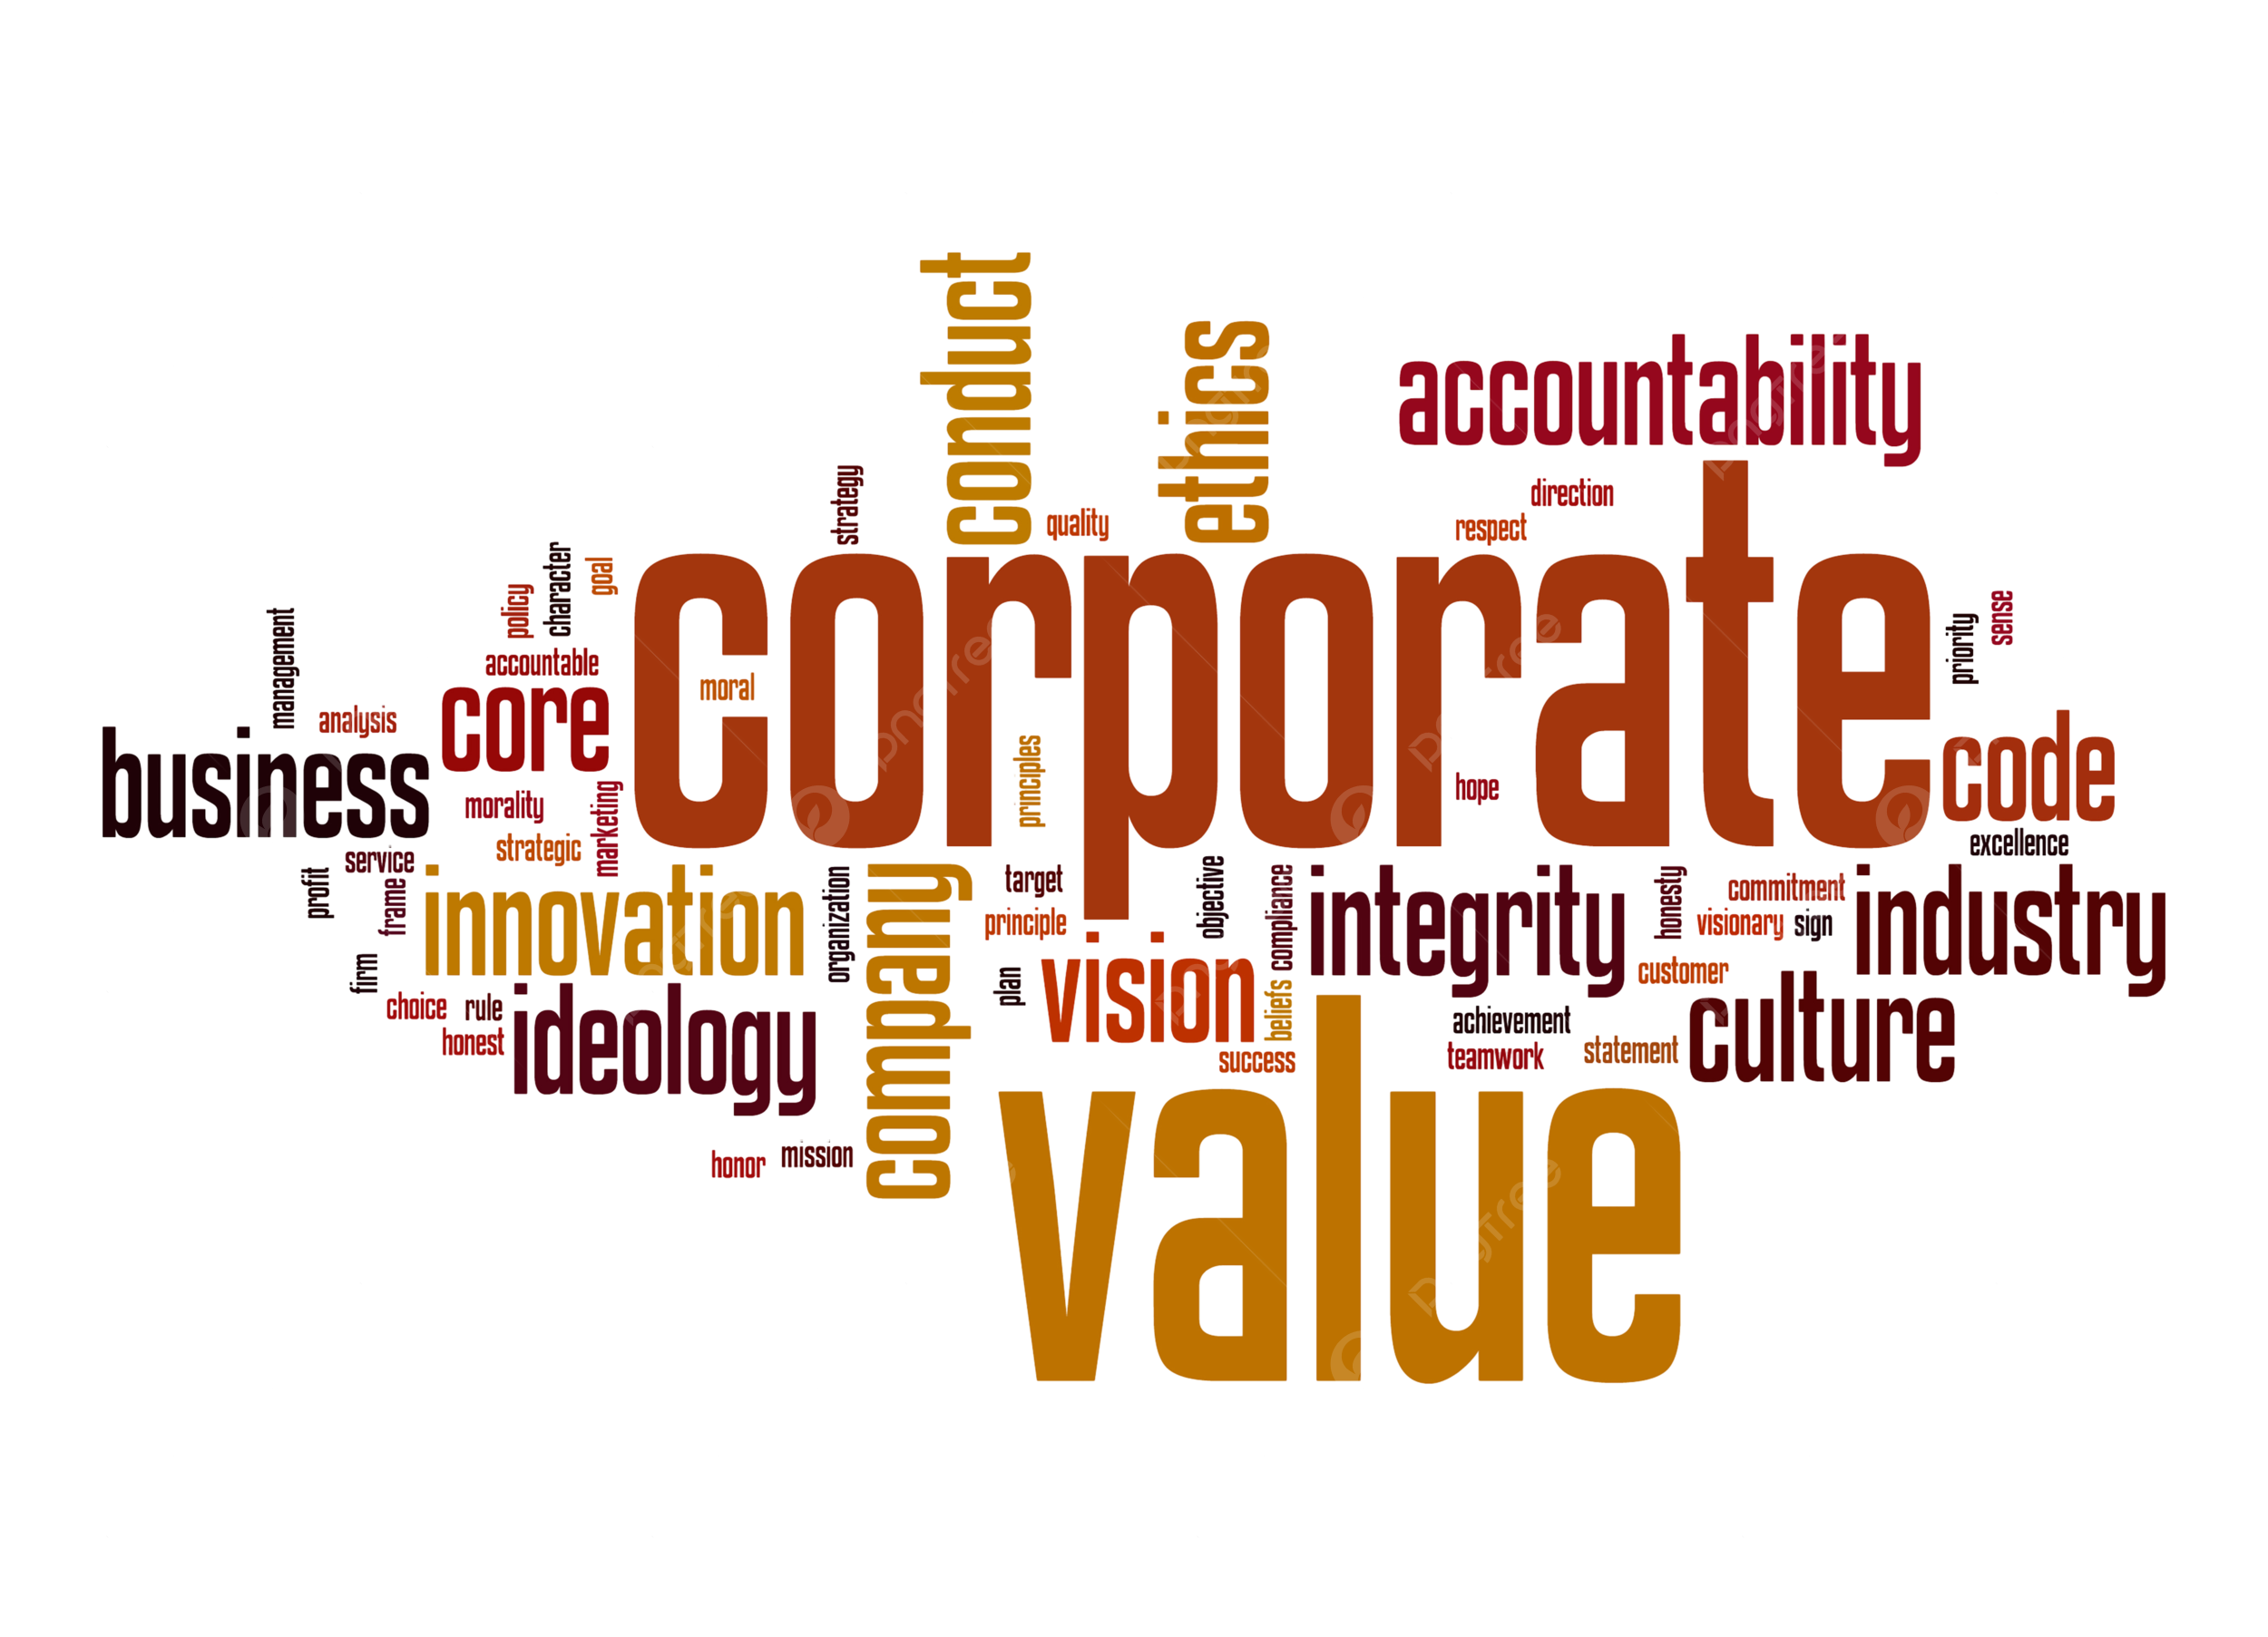 conduct
ethics
accountability
strategy
quality
direction
respect
character
goal
policy
corporate
management
accountable
moral
priority
sense
analysis
core
business
principles
hope
code
morality
marketing
strategic
excellence
service
profit
frame
innovation
organization
company
target
principle
objective
compliance
integrity
honesty
commitment
visionary
sign
industry
firm
choice
rule
honest
ideology
plan
vision
beliefs
success
customer
achievement
teamwork
statement
culture
honor
mission
value
pngtree